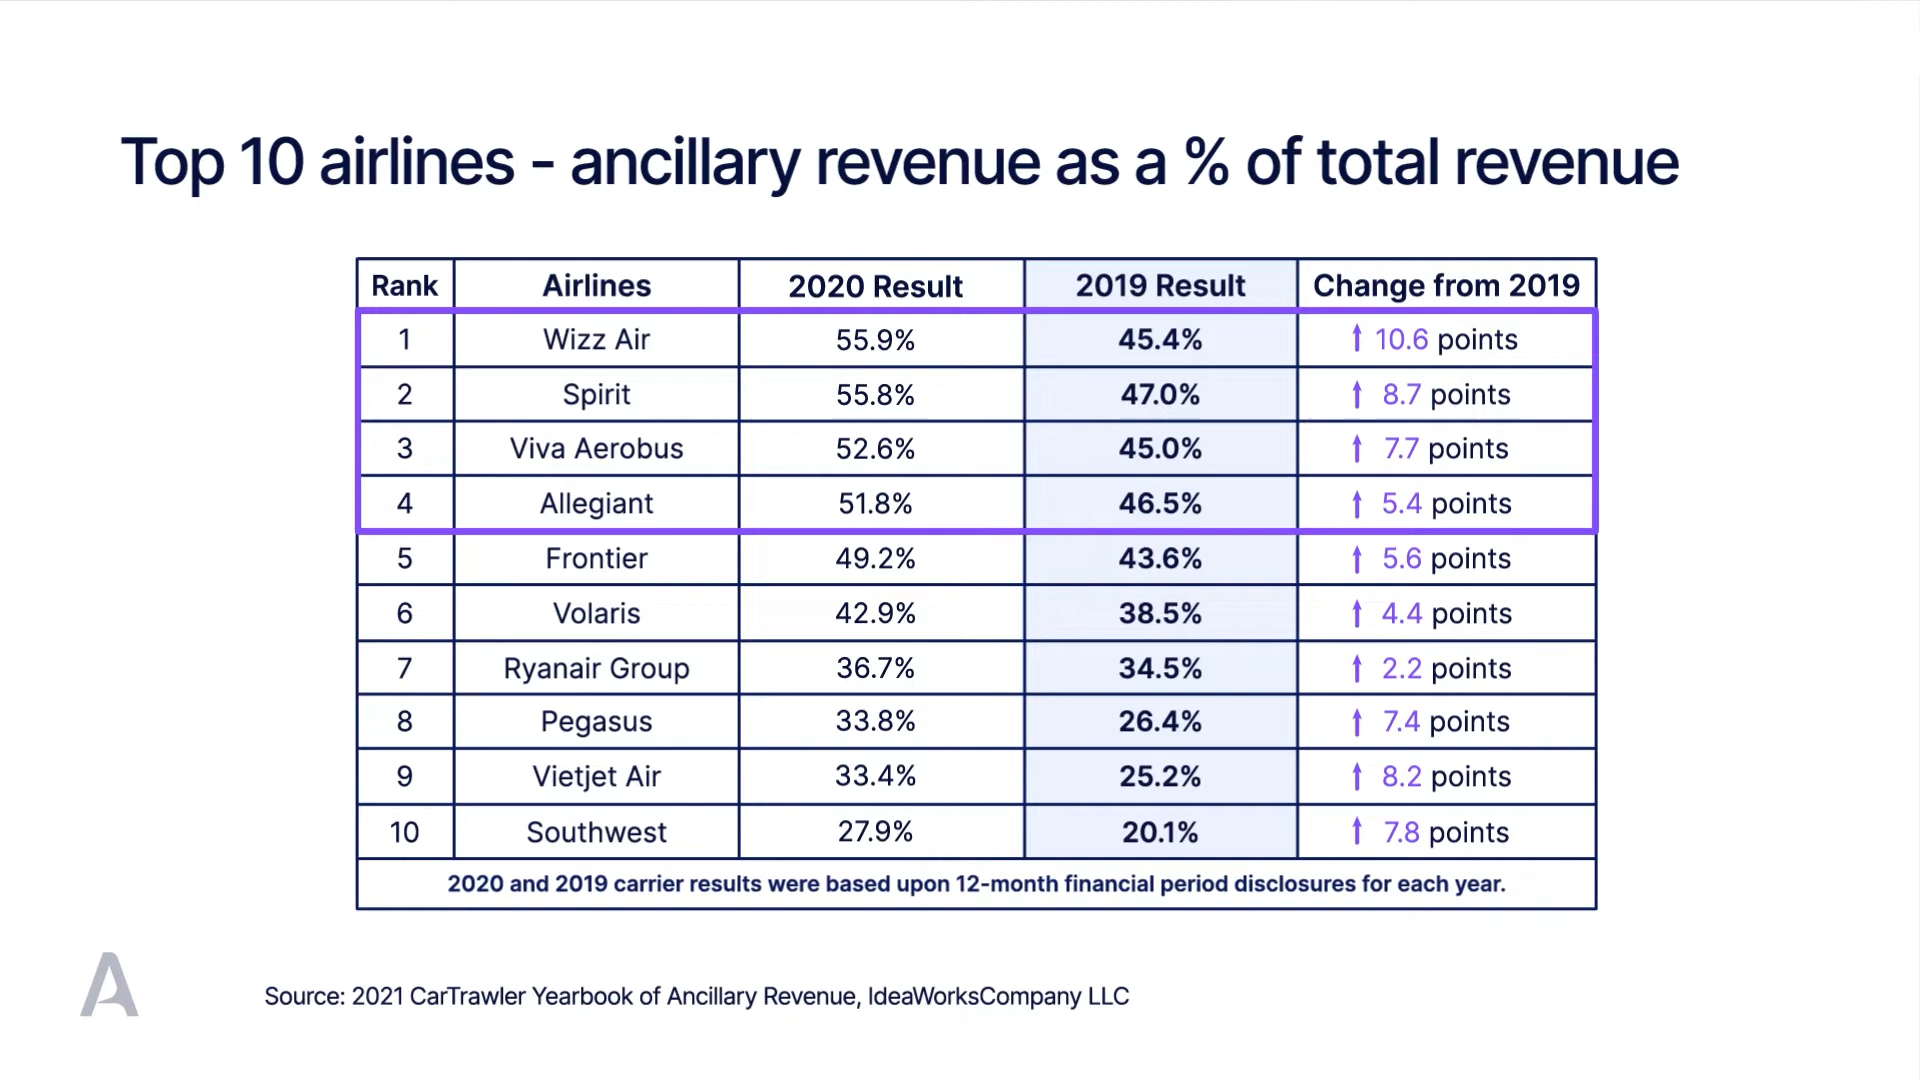 Top 10 airlines - ancillary revenue as a % of total revenue
Rank Airlines 2020 Result 2019 Result Change from 2019
1 Wizz Air 55.9% 45.4% ↑ 10.6 points
2 Spirit 55.8% 47.0% ↑ 8.7 points
3 Viva Aerobus 52.6% 45.0% ↑ 7.7 points
4 Allegiant 51.8% 46.5% ↑ 5.4 points
5 Frontier 49.2% 43.6% ↑ 5.6 points
6 Volaris 42.9% 38.5% ↑ 4.4 points
7 Ryanair Group 36.7% 34.5% ↑ 2.2 points
8 Pegasus 33.8% 26.4% ↑ 7.4 points
9 Vietjet Air 33.4% 25.2% ↑ 8.2 points
10 Southwest 27.9% 20.1% ↑ 7.8 points
2020 and 2019 carrier results were based upon 12-month financial period disclosures for each year.
A
Source: 2021 CarTrawler Yearbook of Ancillary Revenue, IdeaWorksCompany LLC